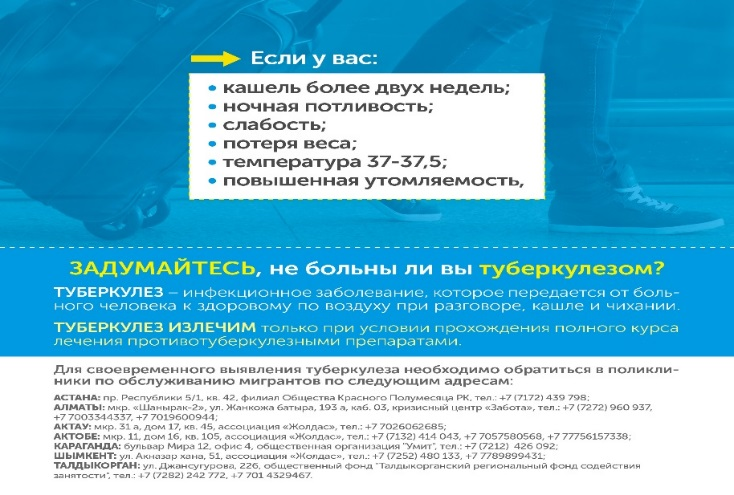 Если у вас:
• кашель более двух недель;
• ночная потливость;
• слабость;
• потеря веса;
• температура 37-37,5;
• повышенная утомляемость,
ЗАДУМАЙТЕСЬ, не больны ли вы туберкулезом?
ТУБЕРКУЛЕЗ – инфекционное заболевание, которое передается от боль-
ного человека к здоровому по воздуху при разговоре, кашле и чихании.
ТУБЕРКУЛЕЗ ИЗЛЕЧИМ только при условии прохождения полного курса
лечения противотуберкулезными препаратами.
Для своевременного выявления туберкулеза необходимо обратиться в поликли-
ники по обслуживанию мигрантов по следующим адресам:
АСТАНА: пр. Республики 5/1, кв. 42, филиал Общества Красного Полумесяца РК, тел.: +7 (7172) 439 798;
АЛМАТЫ: мкр. «Шанырак-2», ул. Жанкожа батыра, 193 а, каб. 03, кризисный центр «Забота», тел.: +7 (7272) 960 937,
+7 7003344337, +7 7019600944;
АКТАУ: мкр. 31 а, дом 17, кв. 45, ассоциация «Жолдас», тел.: +7 7026062685;
АКТОБЕ: мкр. 11, дом 16, кв. 105, ассоциация «Жолдас», тел.: +7 (7132) 414 043, +7 7057580568, +7 77756157338;
КАРАГАНДА: бульвар Мира 12, офис 4, общественная организация "Умит", тел.: +7 (7212) 426 092;
ШЫМКЕНТ: ул. Акназар хана, 51, ассоциация «Жолдас», тел.: +7 (7252) 480 133, +7 7789899431;
ТАЛДЫКОРГАН: ул. Джансугурова, 226, общественный фонд "Талдыкорганский региональный фонд содействия
занятости", тел.: +7 (7282) 242 772, +7 701 4329467.